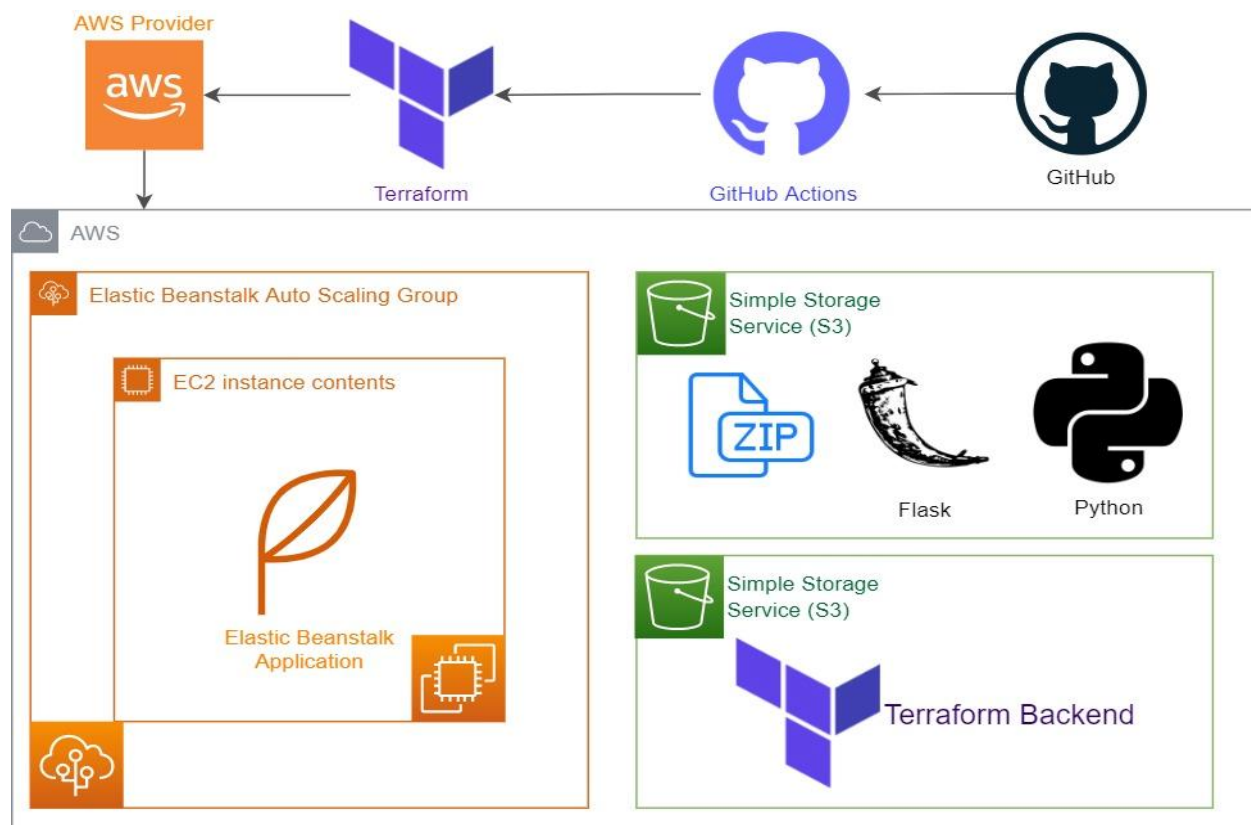 AWS Provider
aws
Terraform
GitHub Actions
GitHub
AWS
Elastic Beanstalk Auto Scaling Group
EC2 instance contents
Elastic Beanstalk
Application
Simple Storage
Service (S3)
ZIP
Flask
Python
Simple Storage
Service (S3)
Terraform Backend